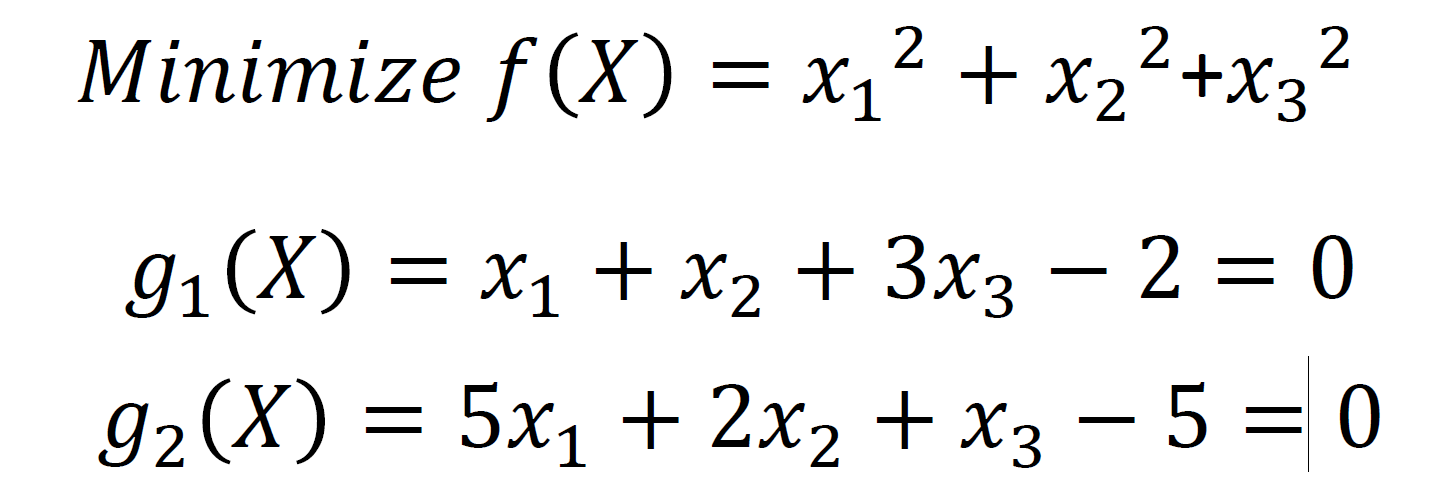 Minimize f(X) = x₁² + x₂²+x₃²
g₁(X) = x₁ + x₂ + 3x₃ − 2 = 0
g₂(X) = 5x₁ + 2x₂ + x₃ − 5 = 0